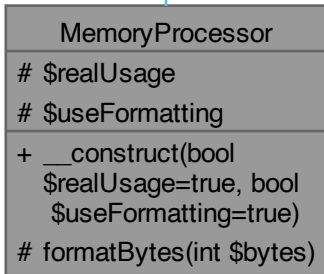 MemoryProcessor
# $realUsage
# $useFormatting
+ __construct(bool
$realUsage=true, bool
$useFormatting=true)
# formatBytes(int $bytes)